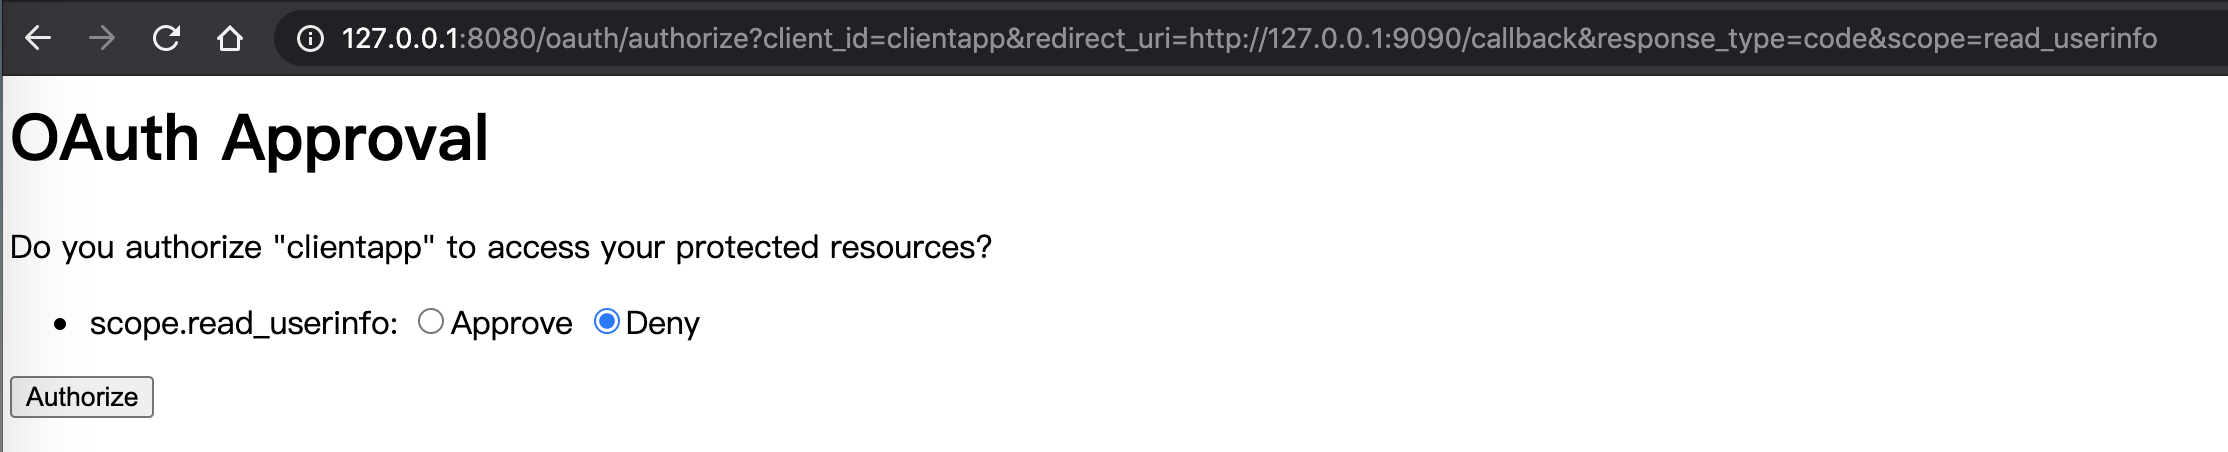 127.0.0.1:8080/oauth/authorize?client_id=clientapp&redirect_uri=http://127.0.0.1:9090/callback&response_type=code&scope=read_userinfo
OAuth Approval
Do you authorize "clientapp" to access your protected resources?
• scope.read_userinfo: Approve Deny
Authorize